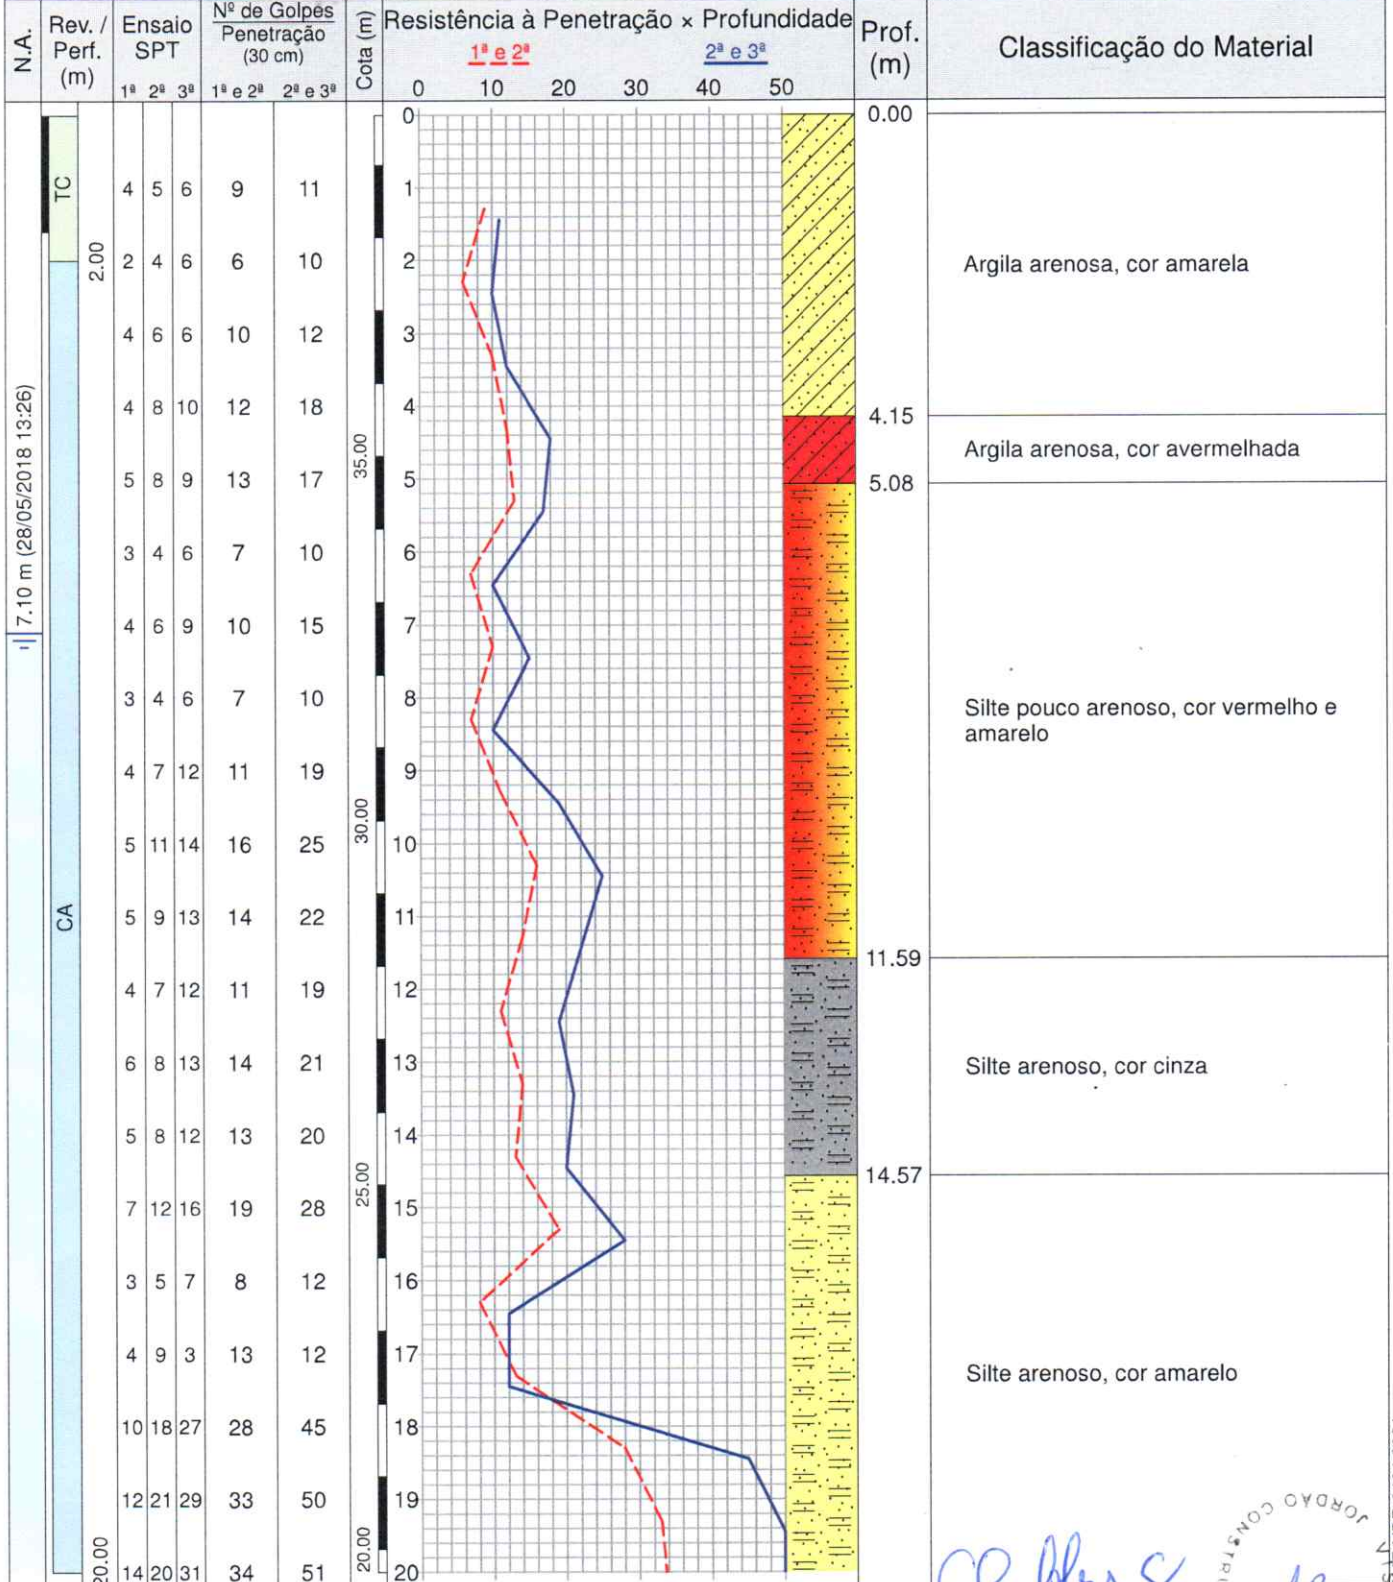 N.A.
Rev. /
Perf.
(m)
Ensaio
SPT
1ª 2ª 3ª
Nº de Golpes
Penetração
(30 cm)
1ª e 2ª 2ª e 3ª
Cota (m)
Resistência à Penetração × Profundidade
1ª e 2ª 2ª e 3ª
0 10 20 30 40 50
Prof.
(m)
Classificação do Material
7.10 m (28/05/2018 13:26)
TC
2.00
CA
20.00
4 5 6 9 11
2 4 6 6 10
4 6 6 10 12
4 8 10 12 18
5 8 9 13 17
3 4 6 7 10
4 6 9 10 15
3 4 6 7 10
4 7 12 11 19
5 11 14 16 25
5 9 13 14 22
4 7 12 11 19
6 8 13 14 21
5 8 12 13 20
7 12 16 19 28
3 5 7 8 12
4 9 3 13 12
10 18 27 28 45
12 21 29 33 50
14 20 31 34 51
35.00
30.00
25.00
20.00
0
1
2
3
4
5
6
7
8
9
10
11
12
13
14
15
16
17
18
19
20
0.00
Argila arenosa, cor amarela
4.15
Argila arenosa, cor avermelhada
5.08
Silte pouco arenoso, cor vermelho e
amarelo
11.59
Silte arenoso, cor cinza
14.57
Silte arenoso, cor amarelo
JORDÃO